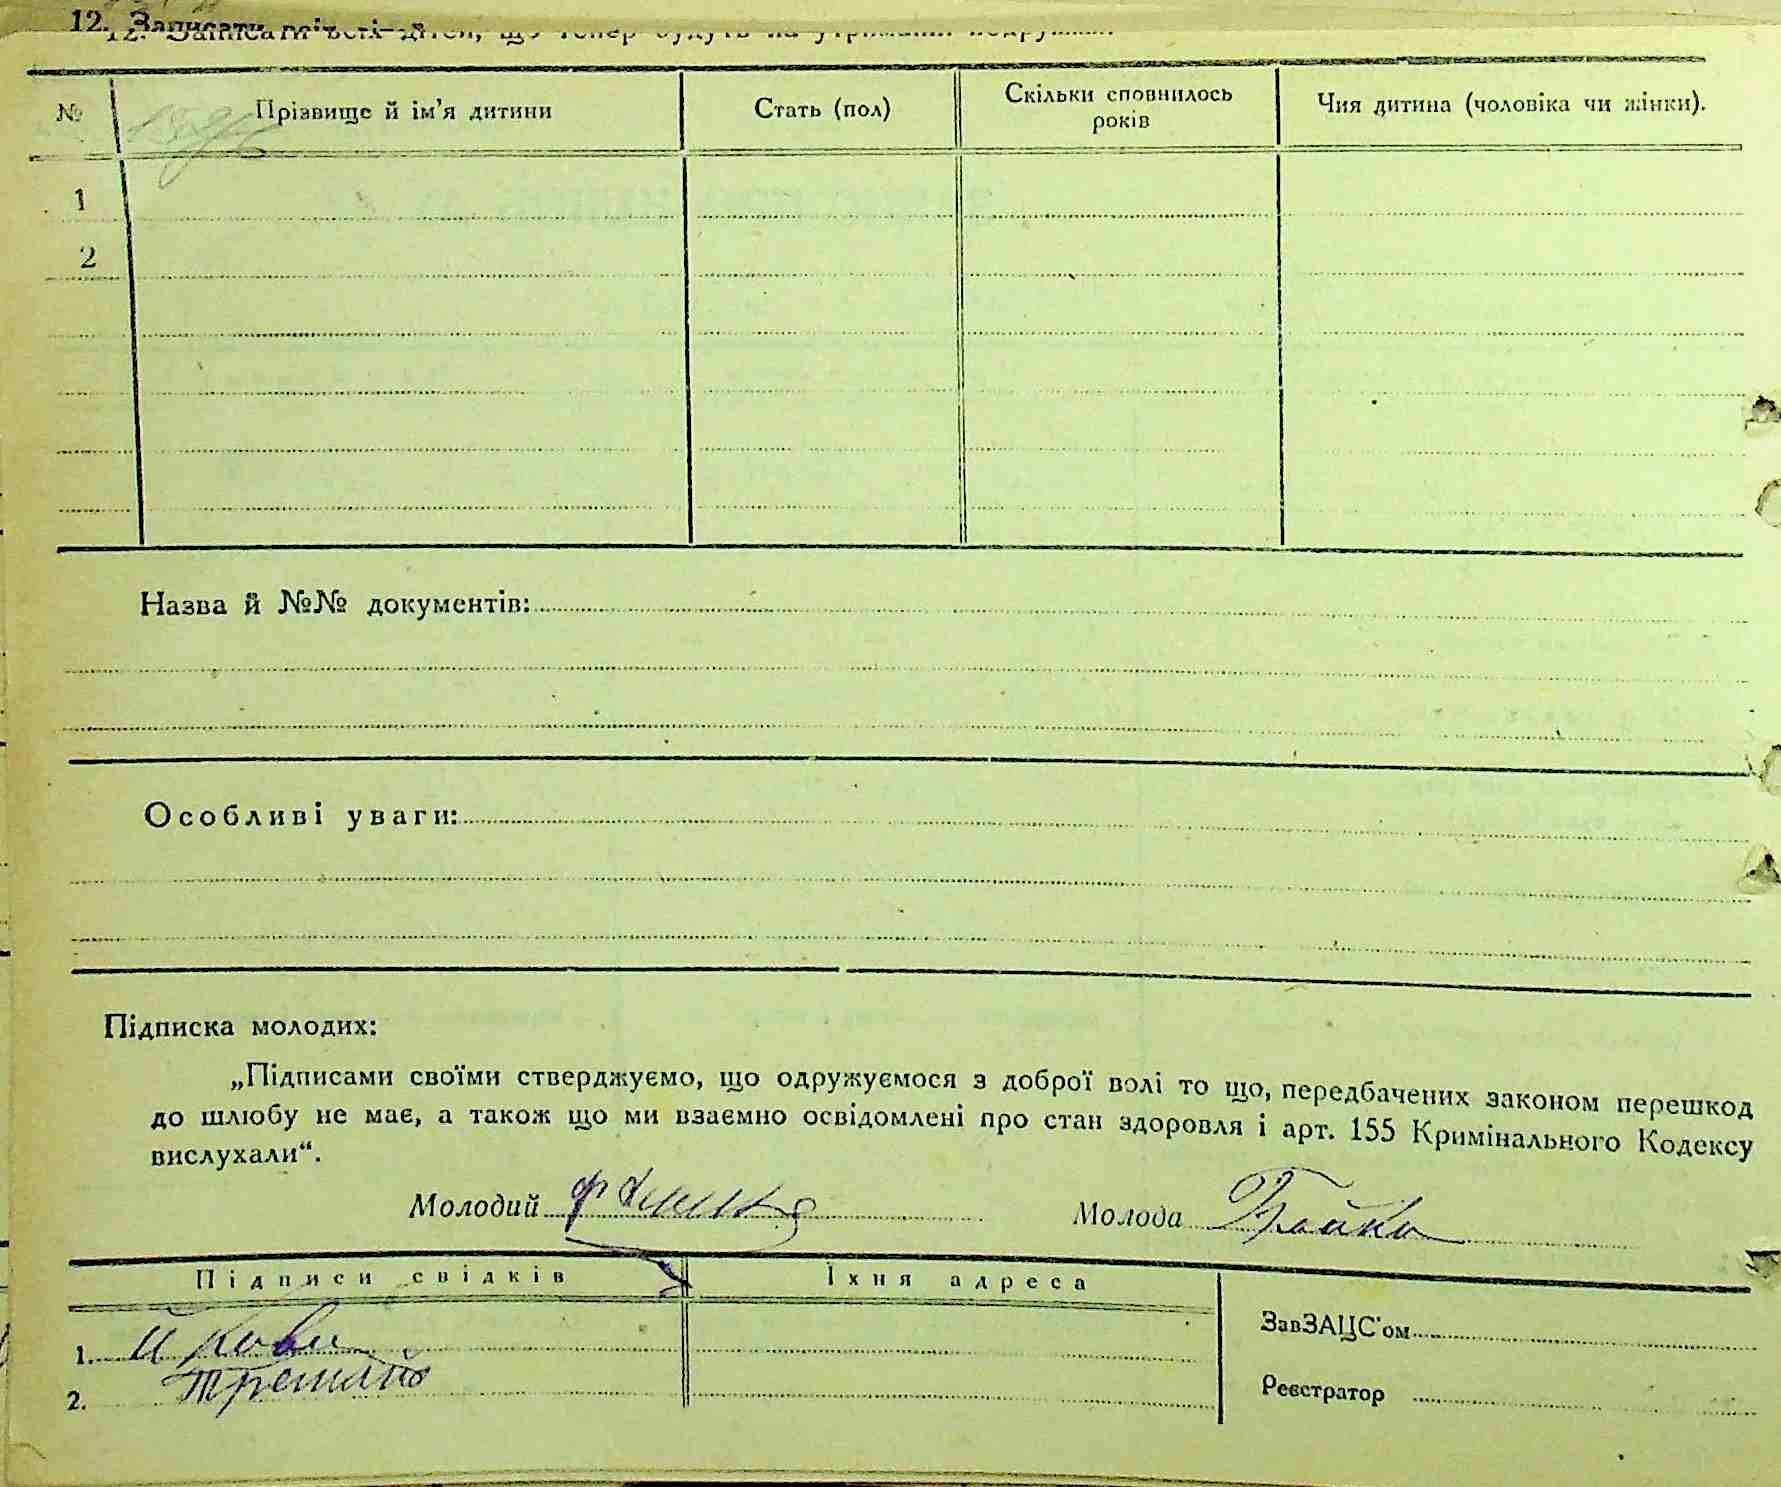 12. Записати всіх дітей, що тепер будуть на утриманні подружжя.
№
Прізвище й ім'я дитини
Стать (пол)
Скільки сповнилось
років
Чия дитина (чоловіка чи жінки).
1
2
Назва й №№ документів:
Особливі уваги:
Підписка молодих:
„Підписами своїми стверджуємо, що одружуємося з доброї волі то що, передбачених законом перешкод
до шлюбу не має, а також що ми взаємно освідомлені про стан здоровля і арт. 155 Кримінального Кодексу
вислухали“.
Молодий
Молода Бойко
Підписи свідків
Їхня адреса
1.
2.
ЗавЗАЦС'ом
Реєстратор